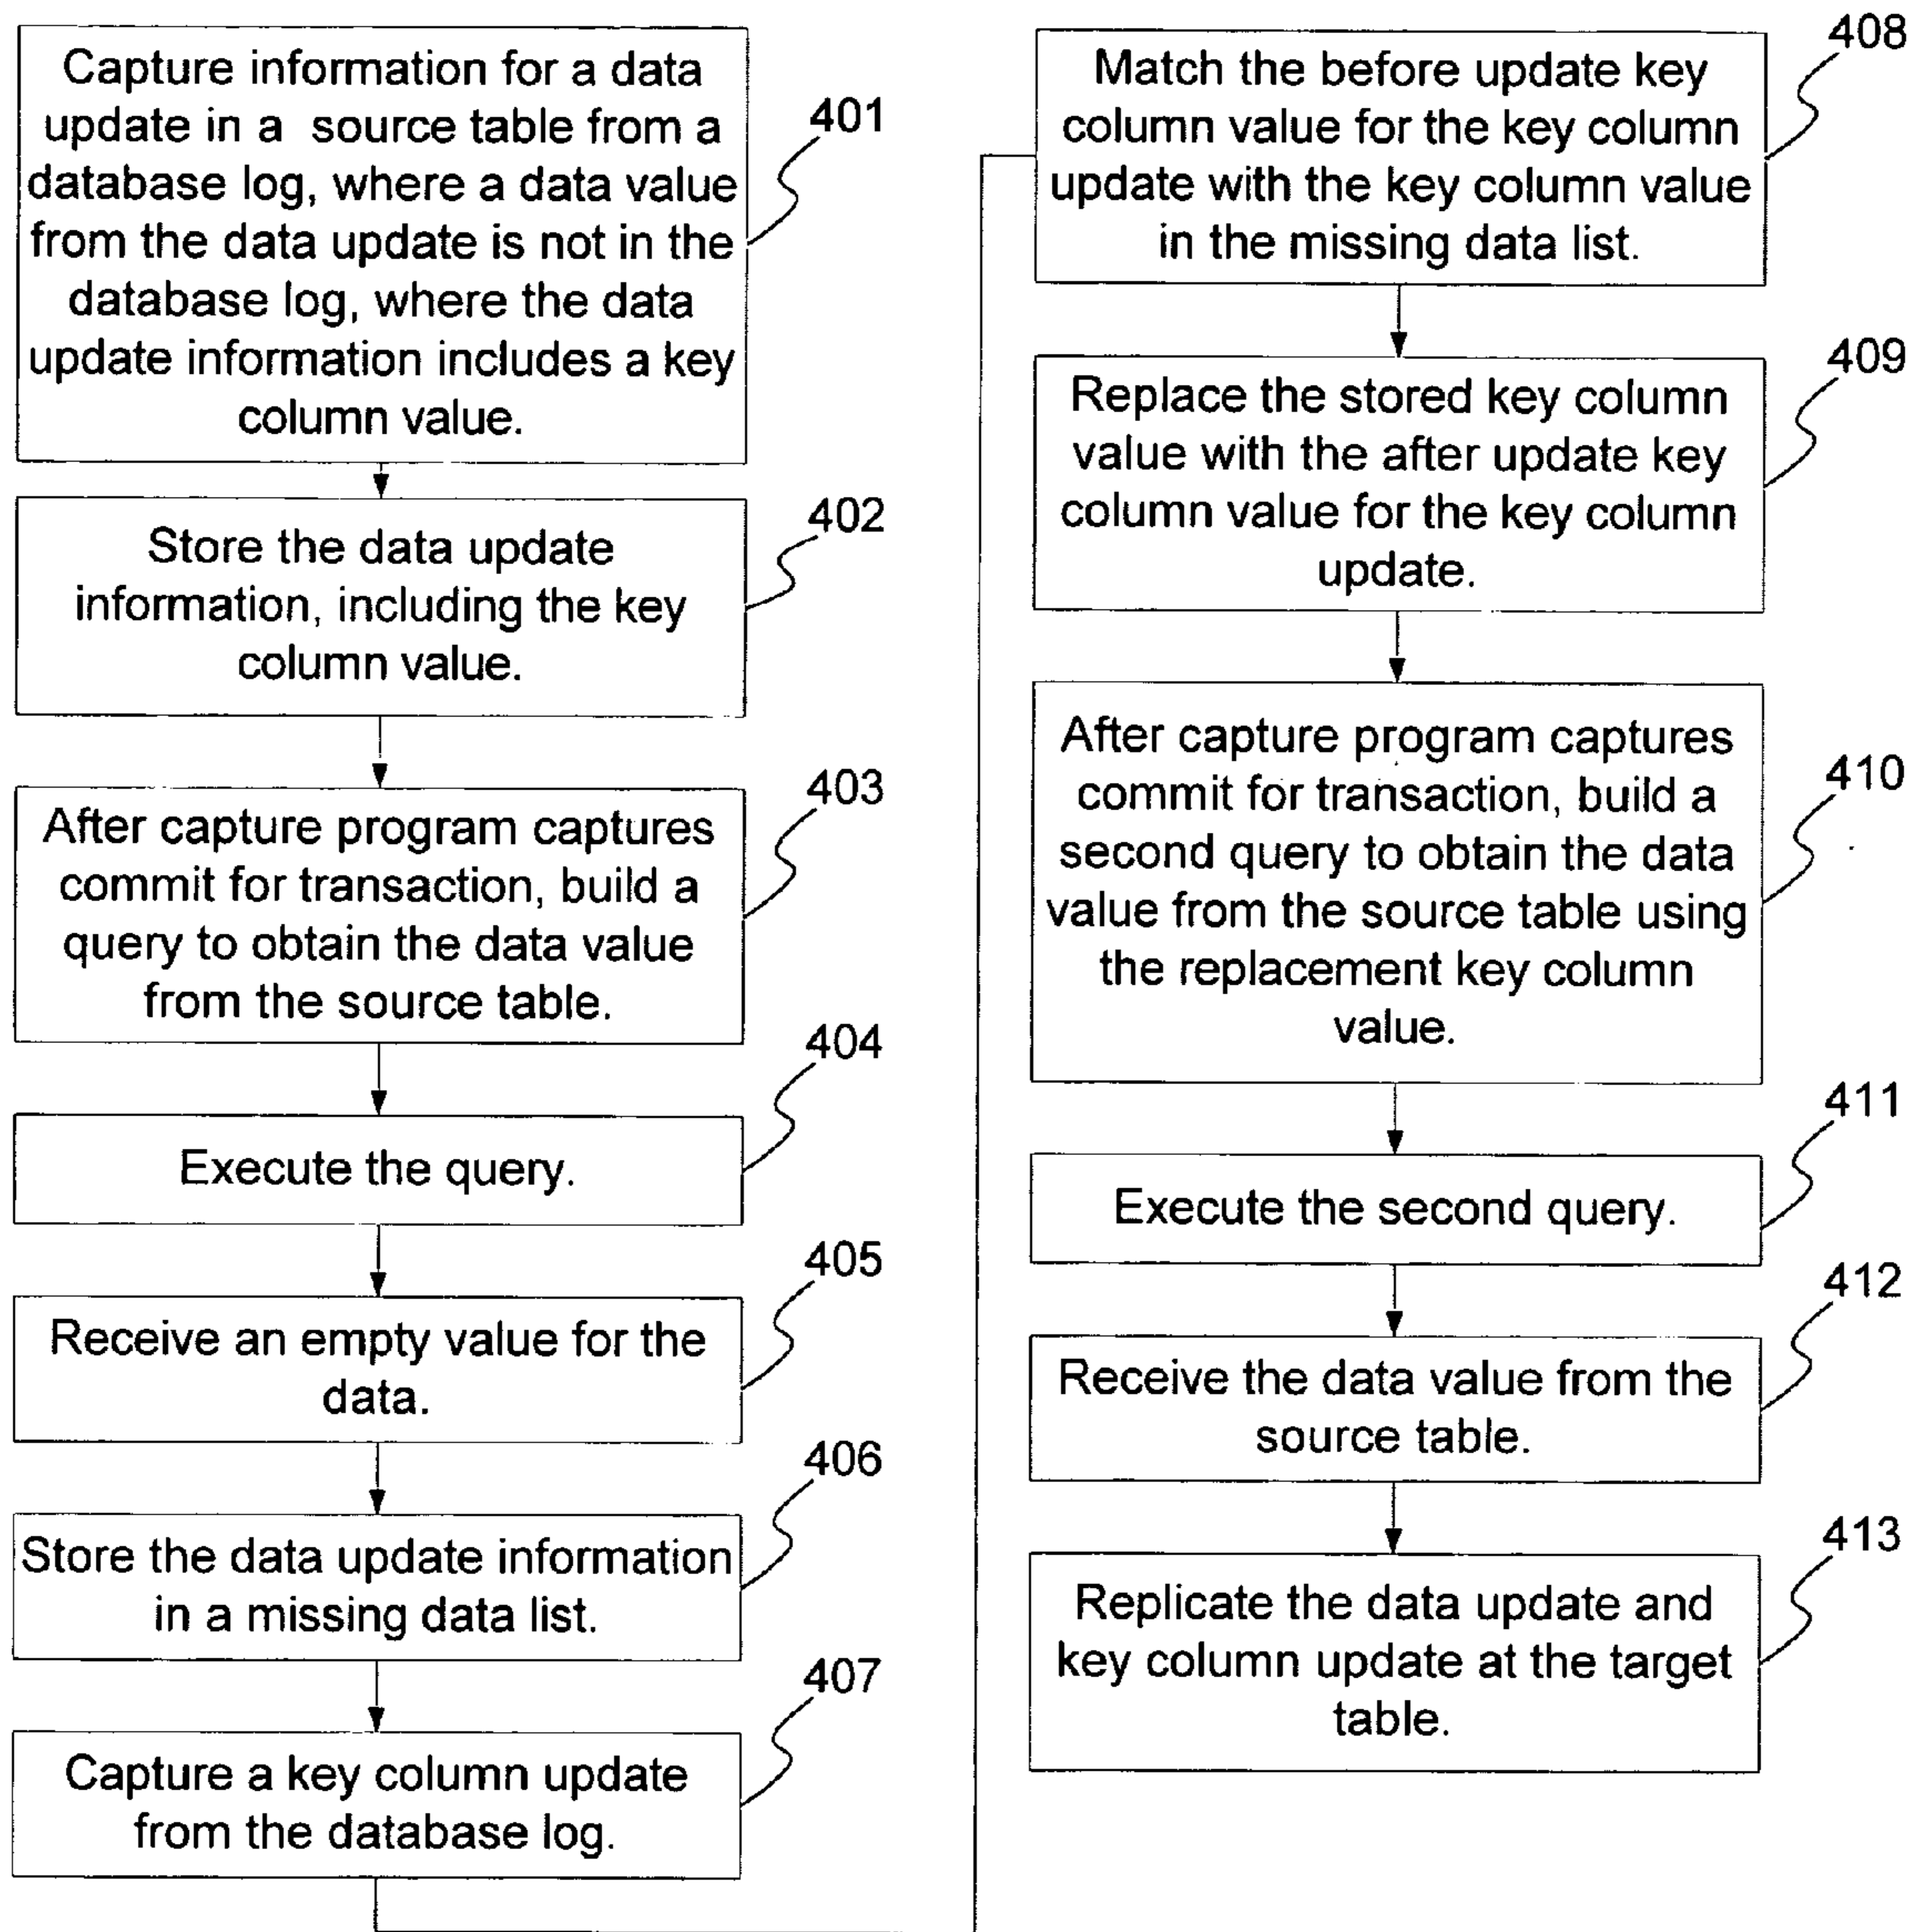 Capture information for a data
update in a source table from a
database log, where a data value
from the data update is not in the
database log, where the data
update information includes a key
column value.
401
Store the data update
information, including the key
column value.
402
After capture program captures
commit for transaction, build a
query to obtain the data value
from the source table.
403
Execute the query.
404
Receive an empty value for the
data.
405
Store the data update information
in a missing data list.
406
Capture a key column update
from the database log.
407
Match the before update key
column value for the key column
update with the key column value
in the missing data list.
408
Replace the stored key column
value with the after update key
column value for the key column
update.
409
After capture program captures
commit for transaction, build a
second query to obtain the data
value from the source table using
the replacement key column
value.
410
Execute the second query.
411
Receive the data value from the
source table.
412
Replicate the data update and
key column update at the target
table.
413